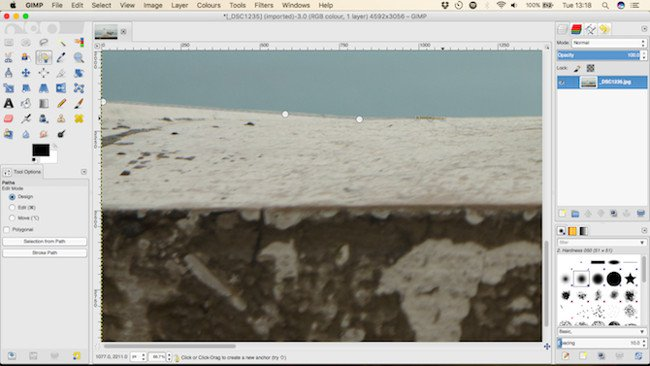 GIMP File Edit Select View Image Layer Colours Tools Filters Windows Help 100% Tue 13:18
*[_DSC1235] (imported)-3.0 (RGB colour, 1 layer) 4592x3056 – GIMP
Mode: Normal
Opacity 100.0
Lock:
_DSC1235.jpg
0 250 500 750 1000 1250
Tool Options
Paths
Edit Mode
Design
Edit (⌘)
Move (⌥)
Polygonal
Selection from Path
Stroke Path
filter
2. Hardness 050 (51 × 51)
Basic,
Spacing 10.0
1077.0, 2211.0 px 66.7% Click or Click-Drag to create a new anchor (try ⇧)